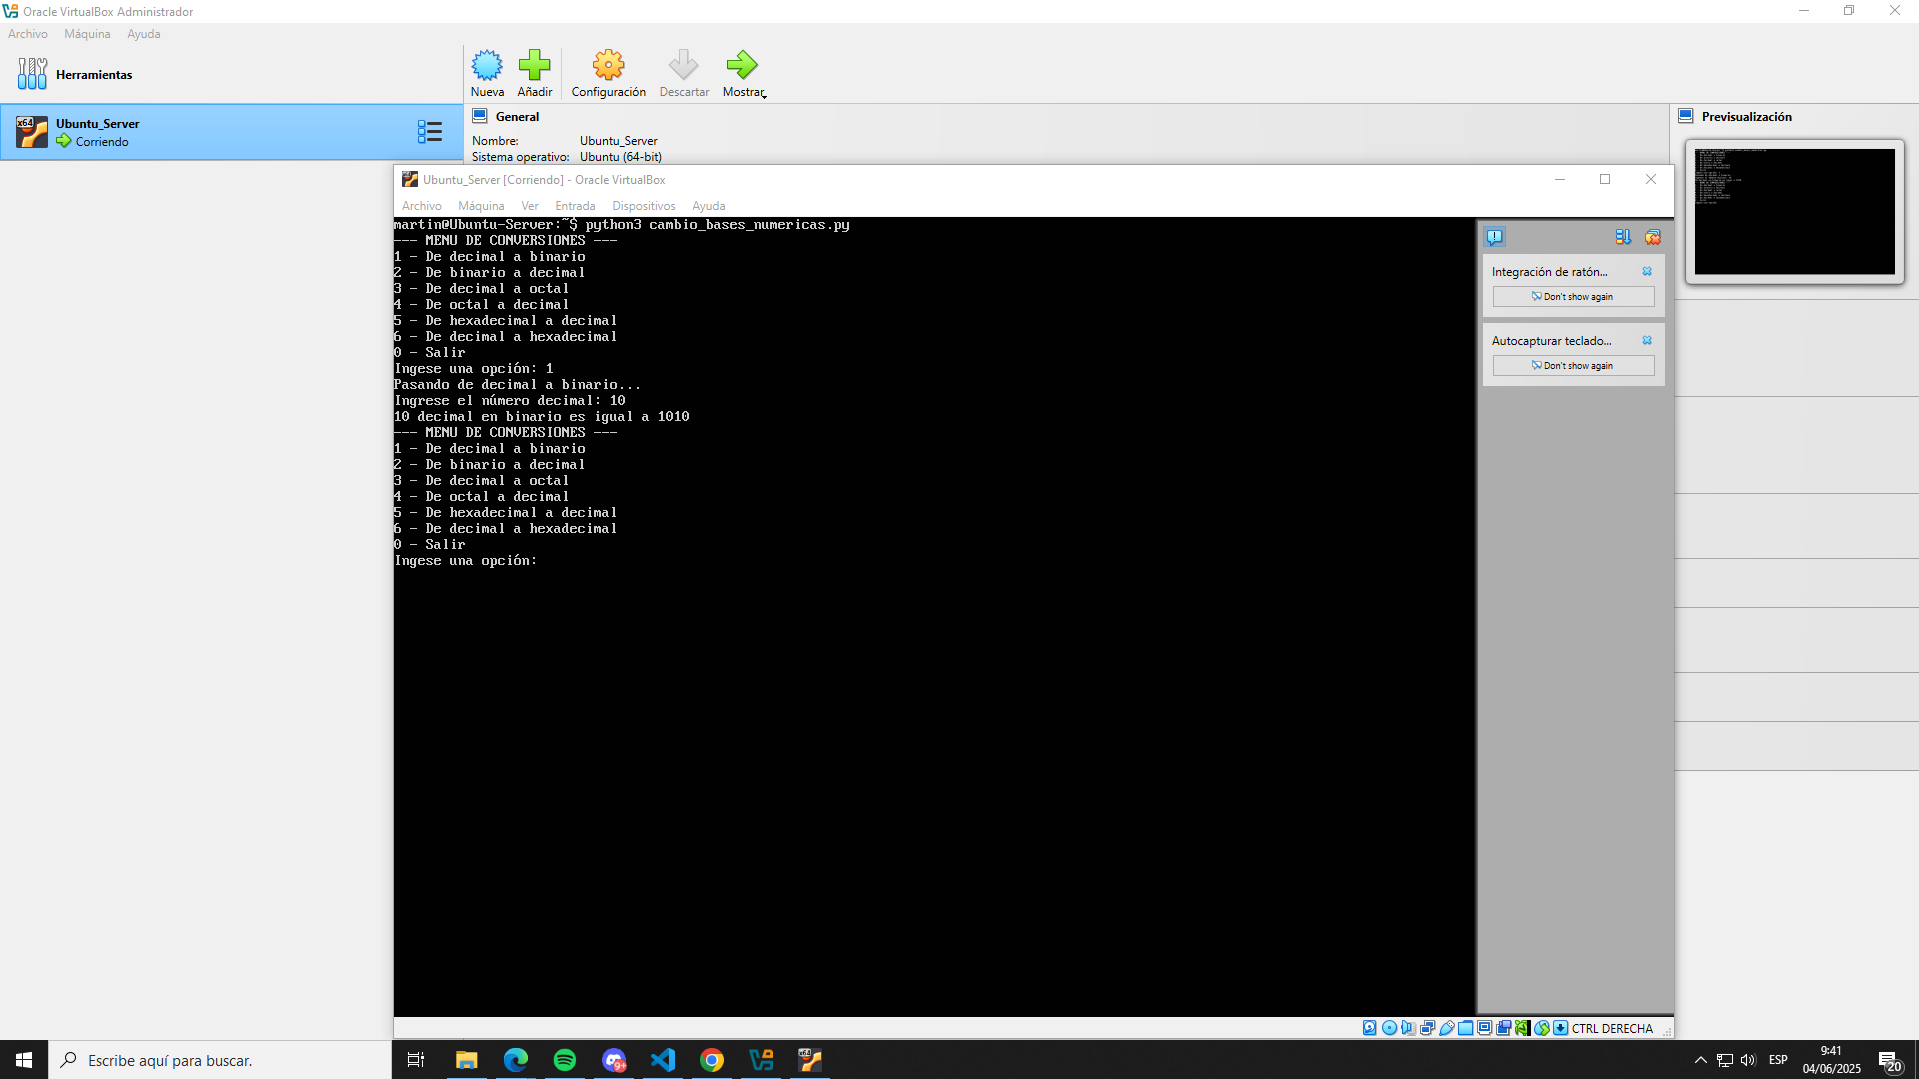 Oracle VirtualBox Administrador
Archivo Máquina Ayuda
Herramientas
Nueva Añadir Configuración Descartar Mostrar
x64
Ubuntu_Server
Corriendo
General
Nombre: Ubuntu_Server
Sistema operativo: Ubuntu (64-bit)
Previsualización
Ubuntu_Server [Corriendo] - Oracle VirtualBox
Archivo Máquina Ver Entrada Dispositivos Ayuda
martin@Ubuntu-Server:~$ python3 cambio_bases_numericas.py
--- MENU DE CONVERSIONES ---
1 - De decimal a binario
2 - De binario a decimal
3 - De decimal a octal
4 - De octal a decimal
5 - De hexadecimal a decimal
6 - De decimal a hexadecimal
0 - Salir
Ingese una opción: 1
Pasando de decimal a binario...
Ingrese el número decimal: 10
10 decimal en binario es igual a 1010
--- MENU DE CONVERSIONES ---
1 - De decimal a binario
2 - De binario a decimal
3 - De decimal a octal
4 - De octal a decimal
5 - De hexadecimal a decimal
6 - De decimal a hexadecimal
0 - Salir
Ingese una opción:
Integración de ratón...
Don't show again
Autocapturar teclado...
Don't show again
CTRL DERECHA
Escribe aquí para buscar.
9+
x64
ESP
9:41
04/06/2025
20